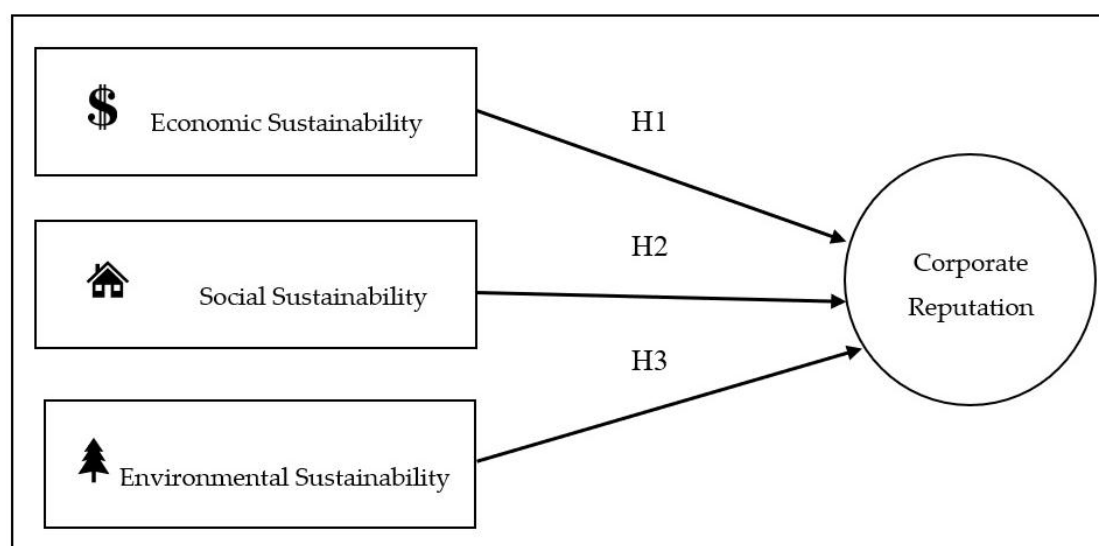 Economic Sustainability
H1
Social Sustainability
H2
Environmental Sustainability
H3
Corporate
Reputation